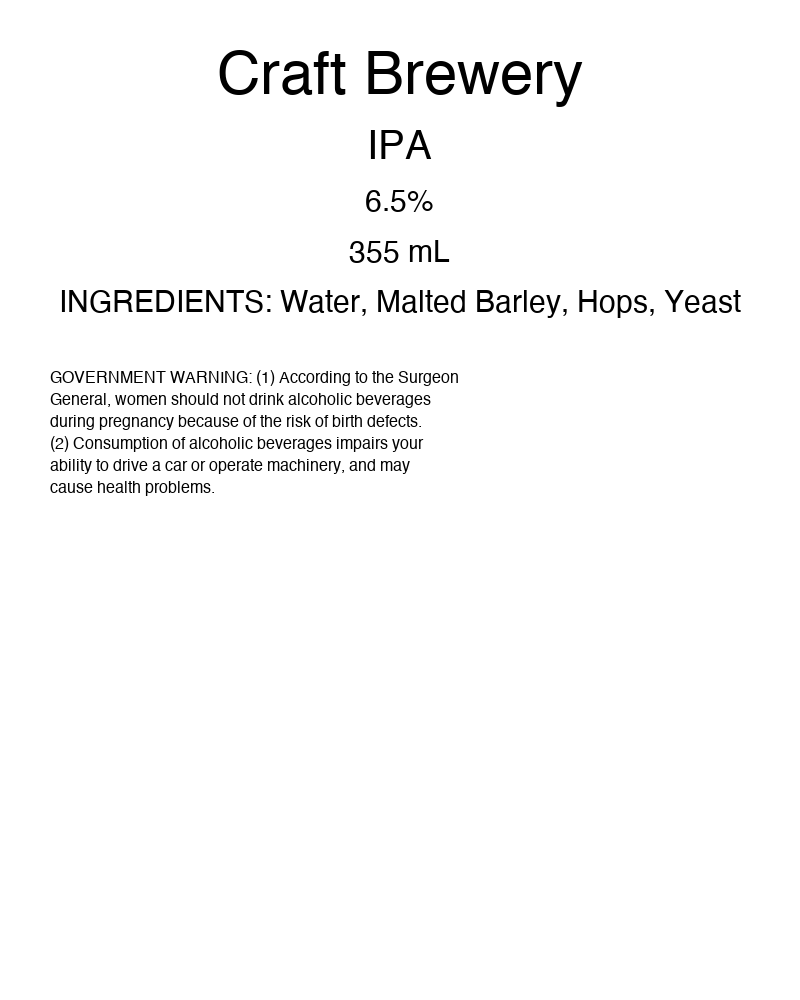 Craft Brewery
IPA
6.5%
355 mL
INGREDIENTS: Water, Malted Barley, Hops, Yeast
GOVERNMENT WARNING: (1) According to the Surgeon
General, women should not drink alcoholic beverages
during pregnancy because of the risk of birth defects.
(2) Consumption of alcoholic beverages impairs your
ability to drive a car or operate machinery, and may
cause health problems.